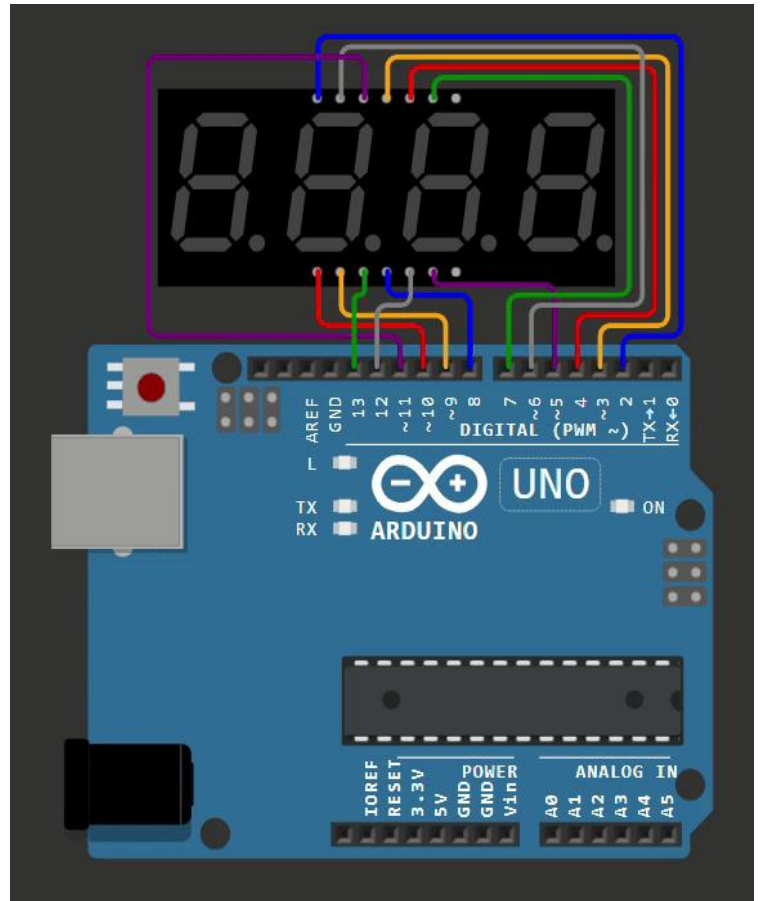 AREF
GND
13
12
~11
~10
~9
8
7
~6
~5
4
~3
2
TX→1
RX←0
DIGITAL (PWM ~)
L
TX
RX
ARDUINO
UNO
ON
POWER
ANALOG IN
IOREF
RESET
3.3V
5V
GND
GND
Vin
A0
A1
A2
A3
A4
A5